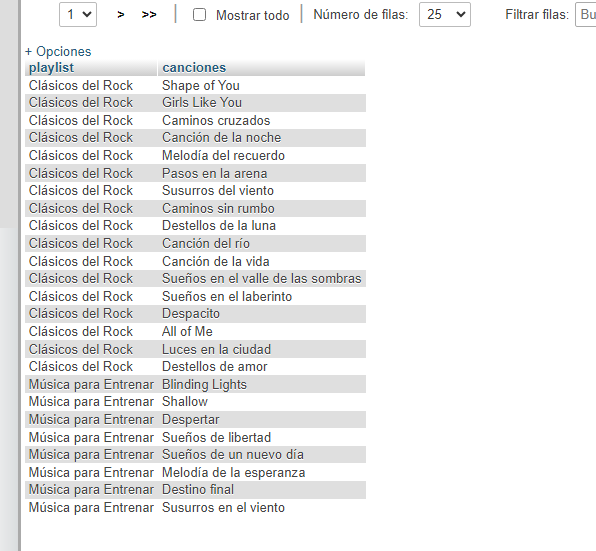 1 > >> | Mostrar todo | Número de filas: 25 Filtrar filas: Bu
+ Opciones
playlist canciones
Clásicos del Rock Shape of You
Clásicos del Rock Girls Like You
Clásicos del Rock Caminos cruzados
Clásicos del Rock Canción de la noche
Clásicos del Rock Melodía del recuerdo
Clásicos del Rock Pasos en la arena
Clásicos del Rock Susurros del viento
Clásicos del Rock Caminos sin rumbo
Clásicos del Rock Destellos de la luna
Clásicos del Rock Canción del río
Clásicos del Rock Canción de la vida
Clásicos del Rock Sueños en el valle de las sombras
Clásicos del Rock Sueños en el laberinto
Clásicos del Rock Despacito
Clásicos del Rock All of Me
Clásicos del Rock Luces en la ciudad
Clásicos del Rock Destellos de amor
Música para Entrenar Blinding Lights
Música para Entrenar Shallow
Música para Entrenar Despertar
Música para Entrenar Sueños de libertad
Música para Entrenar Sueños de un nuevo día
Música para Entrenar Melodía de la esperanza
Música para Entrenar Destino final
Música para Entrenar Susurros en el viento